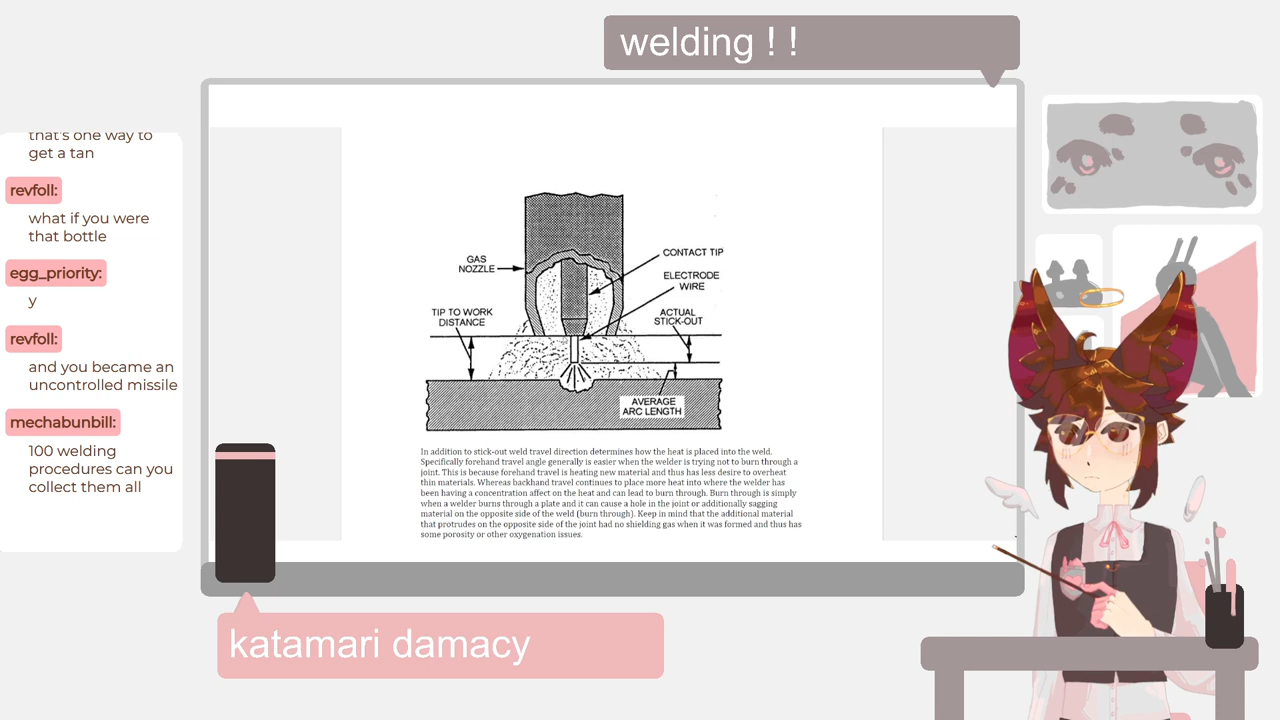 welding ! !
that's one way to
get a tan
revfoll:
what if you were
that bottle
egg_priority:
y
revfoll:
and you became an
uncontrolled missile
mechabunbill:
100 welding
procedures can you
collect them all
GAS
NOZZLE
CONTACT TIP
ELECTRODE
WIRE
TIP TO WORK
DISTANCE
ACTUAL
STICK-OUT
AVERAGE
ARC LENGTH
In addition to stick-out weld travel direction determines how the heat is placed into the weld.
Specifically forehand travel angle generally is easier when the welder is trying not to burn through a
joint. This is because forehand travel is heating new material and thus has less desire to overheat
thin materials. Whereas backhand travel continues to place more heat into where the welder has
been having a concentration affect on the heat and can lead to burn through. Burn through is simply
when a welder burns through a plate and it can cause a hole in the joint or additionally sagging
material on the opposite side of the weld (burn through). Keep in mind that the additional material
that protrudes on the opposite side of the joint had no shielding gas when it was formed and thus has
some porosity or other oxygenation issues.
katamari damacy